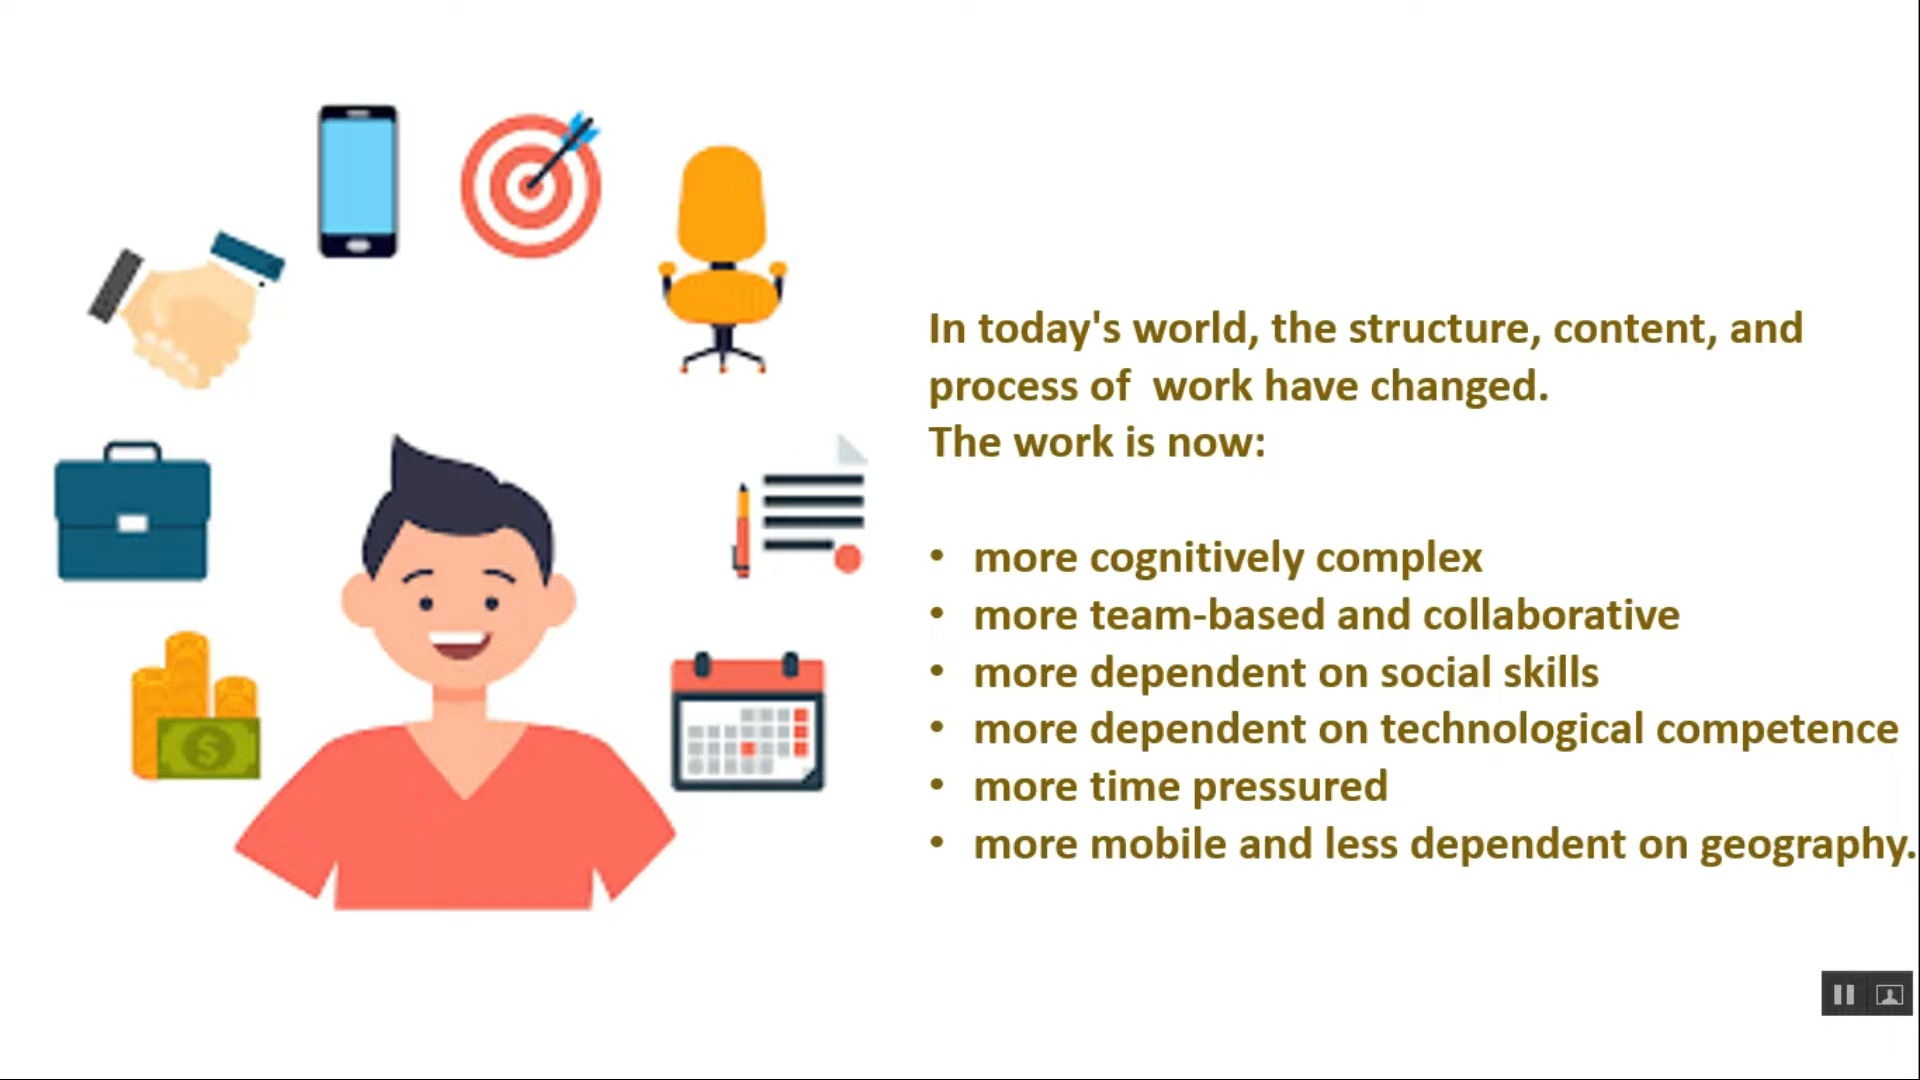 In today's world, the structure, content, and
process of  work have changed.
The work is now:
• more cognitively complex
• more team-based and collaborative
• more dependent on social skills
• more dependent on technological competence
• more time pressured
• more mobile and less dependent on geography.
$